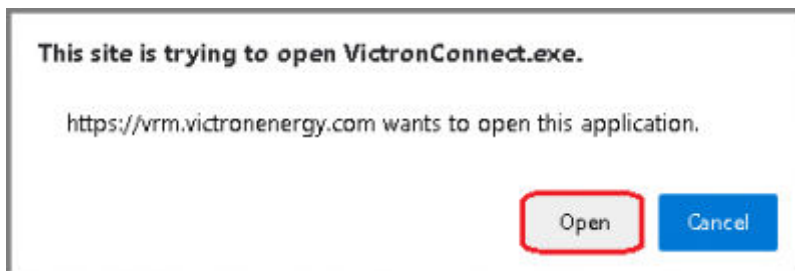 This site is trying to open VictronConnect.exe.
https://vrm.victronenergy.com wants to open this application.
Open
Cancel